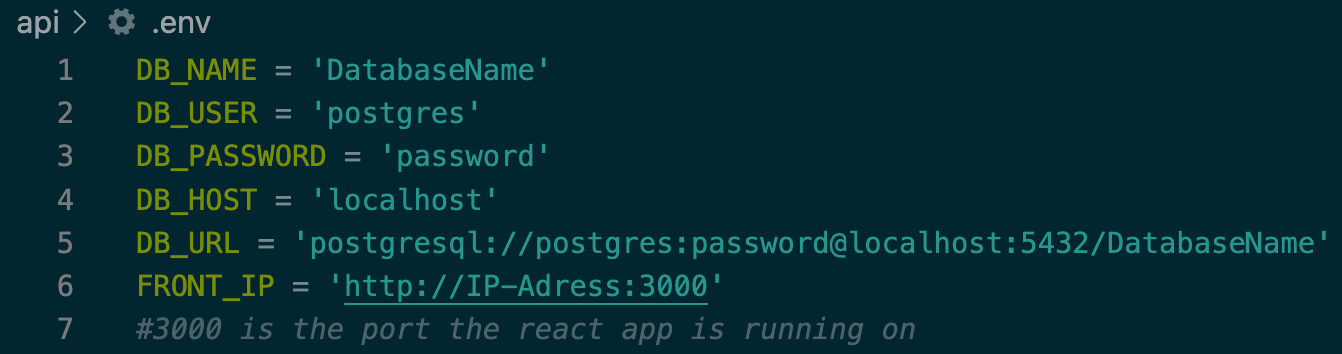 api > .env
1 DB_NAME = 'DatabaseName'
2 DB_USER = 'postgres'
3 DB_PASSWORD = 'password'
4 DB_HOST = 'localhost'
5 DB_URL = 'postgresql://postgres:password@localhost:5432/DatabaseName'
6 FRONT_IP = 'http://IP-Adress:3000'
7 #3000 is the port the react app is running on